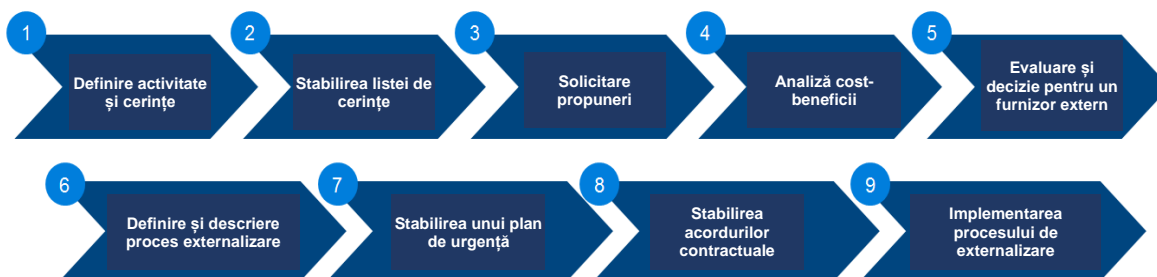 1
Definire activitate
și cerințe
2
Stabilirea listei de
cerințe
3
Solicitare
propuneri
4
Analiză cost-
beneficii
5
Evaluare și
decizie pentru un
furnizor extern
6
Definire și descriere
proces externalizare
7
Stabilirea unui plan
de urgență
8
Stabilirea
acordurilor
contractuale
9
Implementarea
procesului de
externalizare